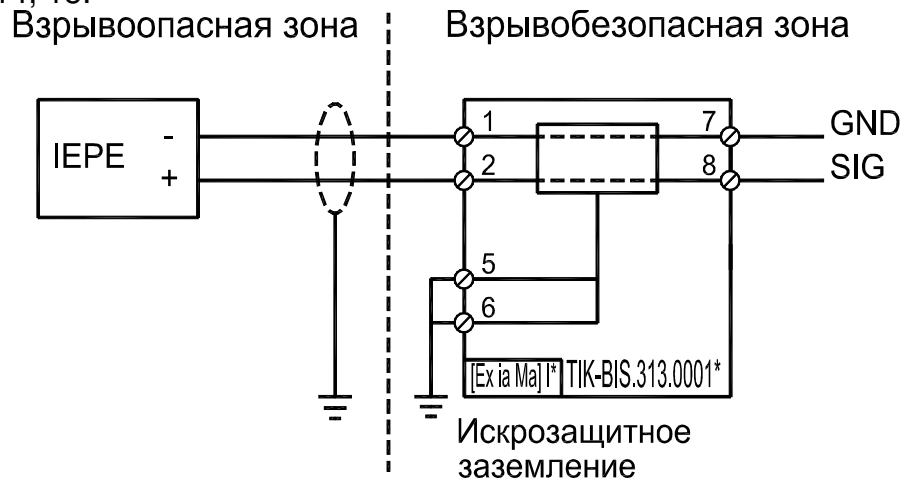 Взрывоопасная зона
Взрывобезопасная зона
IEPE
-
+
1
2
7
8
GND
SIG
5
6
[Ex ia Ma] I*
TIK-BIS.313.0001*
Искрозащитное
заземление